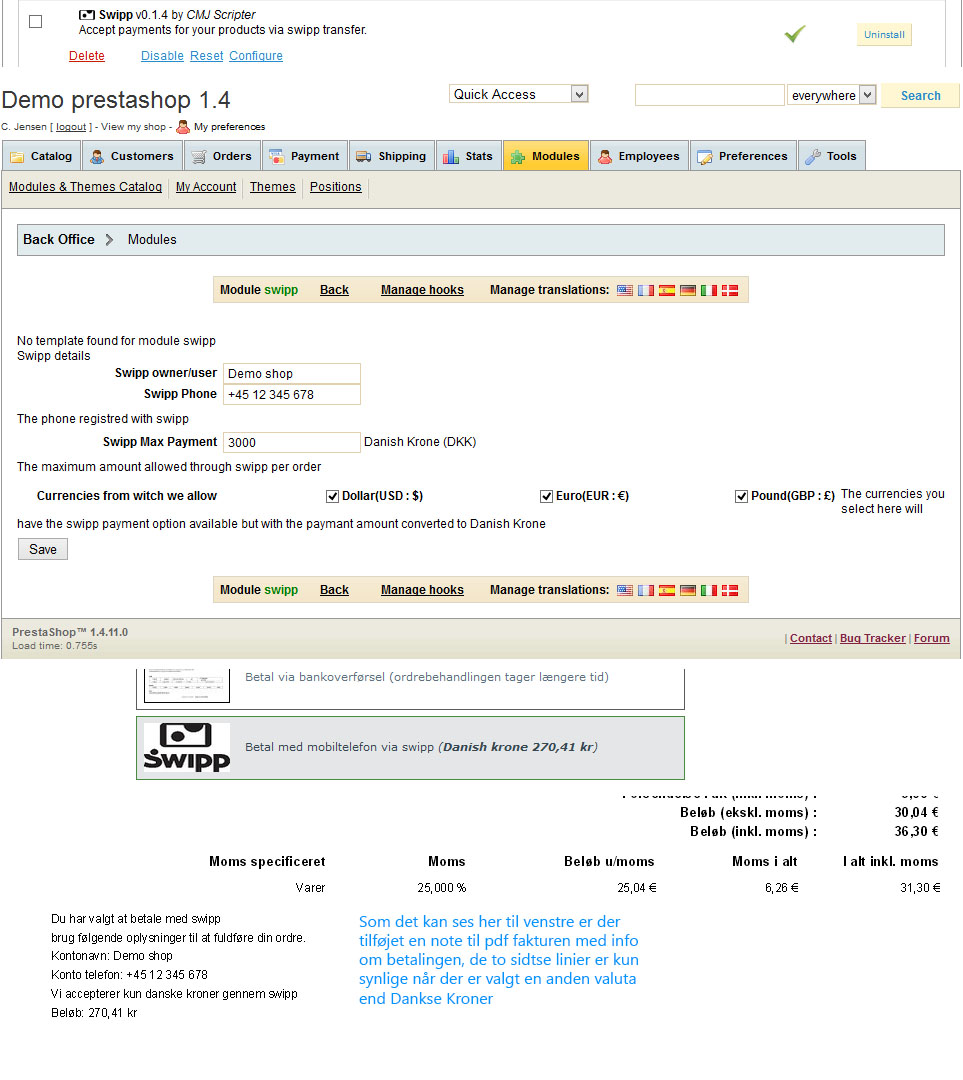 Swipp v0.1.4 by CMJ Scripter
Accept payments for your products via swipp transfer.
Uninstall
Delete Disable Reset Configure
Demo prestashop 1.4
Quick Access
everywhere
Search
C. Jensen [ logout ] - View my shop - My preferences
Catalog Customers Orders Payment Shipping Stats Modules Employees Preferences Tools
Modules & Themes Catalog My Account Themes Positions
Back Office Modules
Module swipp Back Manage hooks Manage translations:
No template found for module swipp
Swipp details
Swipp owner/user Demo shop
Swipp Phone +45 12 345 678
The phone registred with swipp
Swipp Max Payment 3000 Danish Krone (DKK)
The maximum amount allowed through swipp per order
Currencies from witch we allow Dollar(USD : $) Euro(EUR : €) Pound(GBP : £) The currencies you
select here will
have the swipp payment option available but with the paymant amount converted to Danish Krone
Save
Module swipp Back Manage hooks Manage translations:
PrestaShop™ 1.4.11.0
Load time: 0.755s
| Contact | Bug Tracker | Forum
Betal via bankoverførsel (ordrebehandlingen tager længere tid)
swipp
Betal med mobiltelefon via swipp (Danish krone 270,41 kr)
Beløb (ekskl. moms) : 30,04 €
Beløb (inkl. moms) : 36,30 €
Moms specificeret Moms Beløb u/moms Moms i alt I alt inkl. moms
Varer 25,000 % 25,04 € 6,26 € 31,30 €
Du har valgt at betale med swipp
brug følgende oplysninger til at fuldføre din ordre.
Kontonavn: Demo shop
Konto telefon: +45 12 345 678
Vi accepterer kun danske kroner gennem swipp
Beløb: 270,41 kr
Som det kan ses her til venstre er der
tilføjet en note til pdf fakturen med info
om betalingen, de to sidtse linier er kun
synlige når der er valgt en anden valuta
end Dankse Kroner